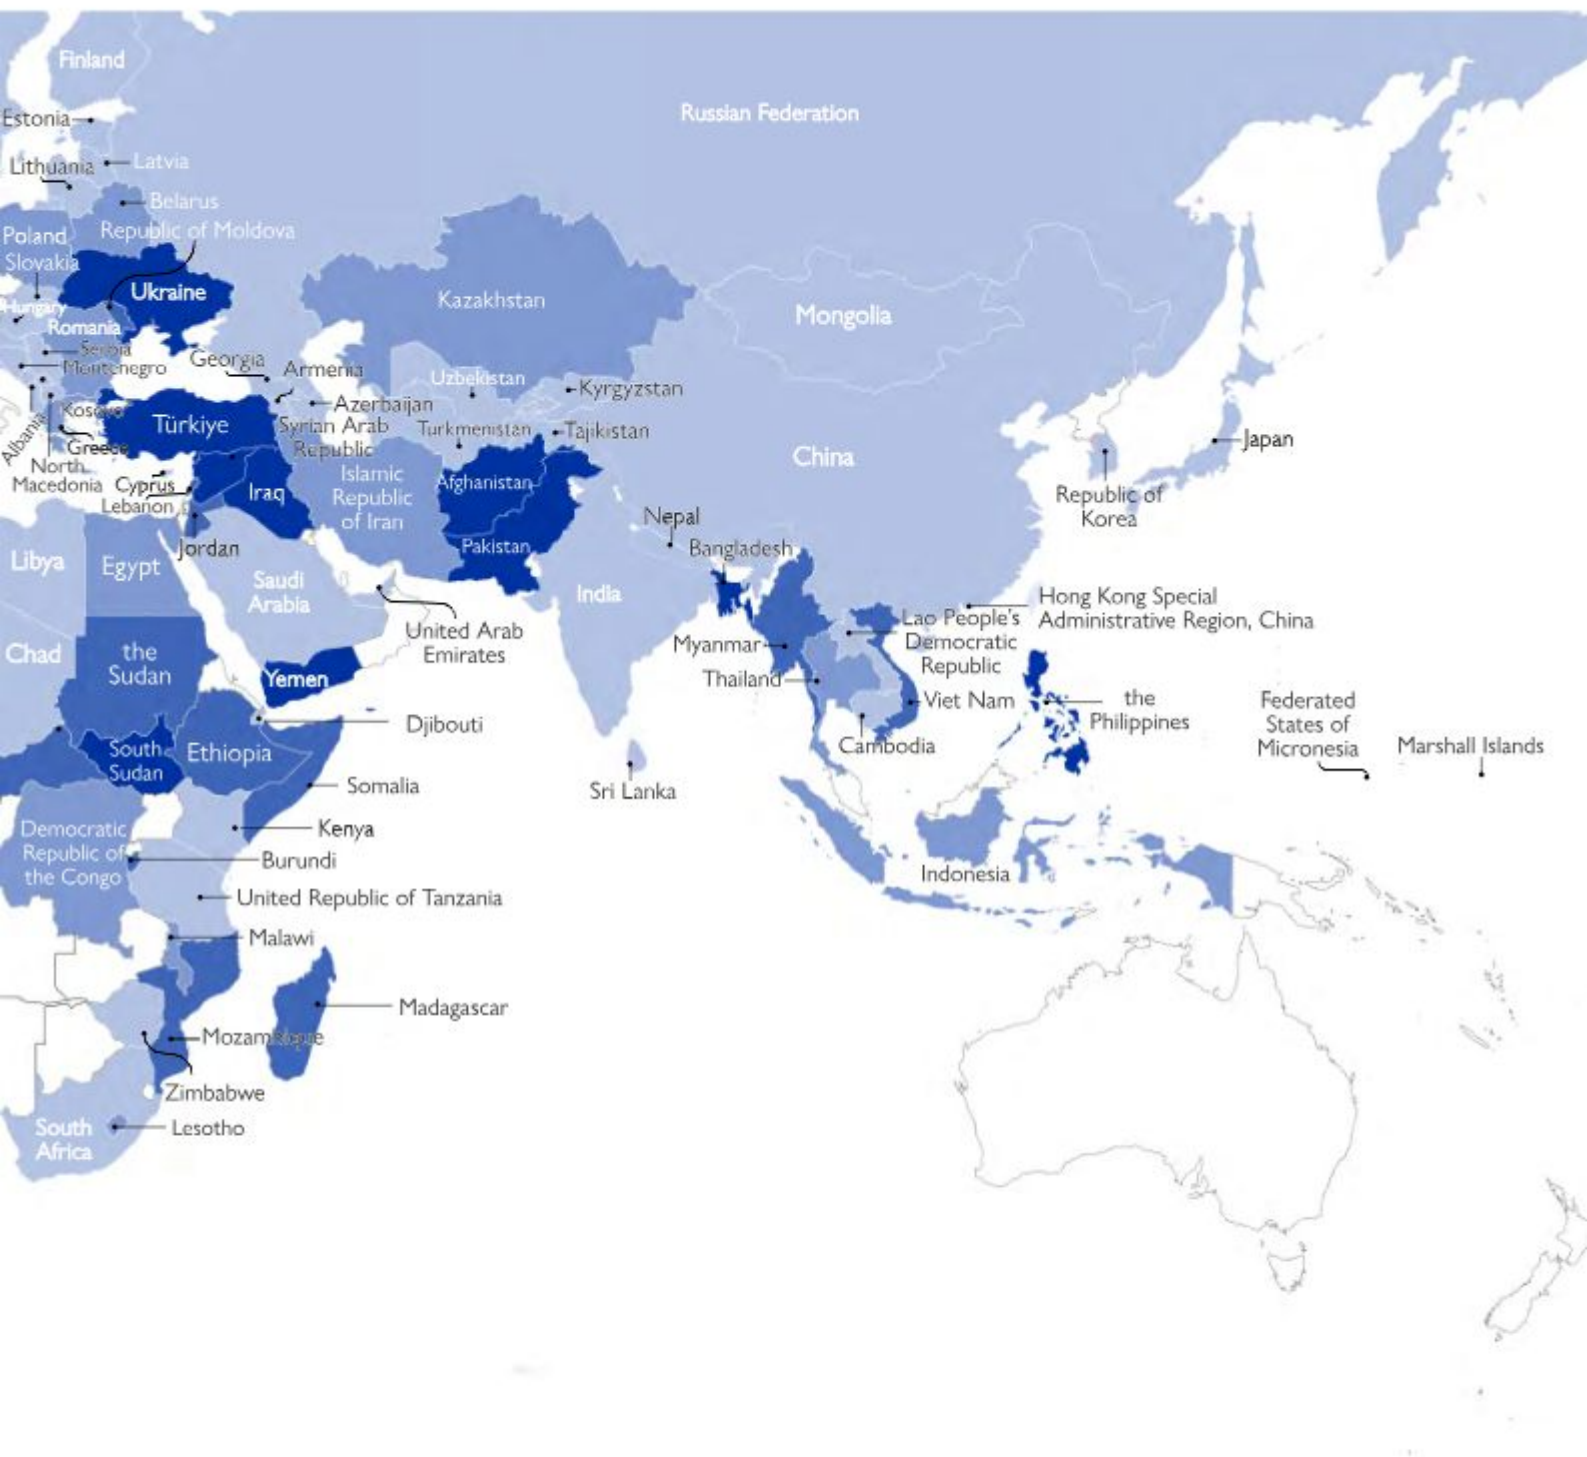 Finland
Russian Federation
Estonia
Lithuania
Latvia
Belarus
Poland
Republic of Moldova
Slovakia
Hungary
Ukraine
Romania
Kazakhstan
Mongolia
Serbia
Montenegro
Georgia
Armenia
Uzbekistan
Kyrgyzstan
Kosovo
Albania
Türkiye
Azerbaijan
Syrian Arab
Republic
Turkmenistan
Tajikistan
Greece
North
Macedonia
Cyprus
Lebanon
Iraq
Islamic
Republic
of Iran
Afghanistan
China
Japan
Republic of
Korea
Jordan
Pakistan
Nepal
Bangladesh
Libya
Egypt
Saudi
Arabia
India
United Arab
Emirates
Hong Kong Special
Administrative Region, China
Lao People's
Democratic
Republic
Myanmar
Thailand
Chad
the
Sudan
Yemen
Viet Nam
the
Philippines
Federated
States of
Micronesia
Marshall Islands
Djibouti
Cambodia
South
Sudan
Ethiopia
Somalia
Sri Lanka
Democratic
Republic of
the Congo
Kenya
Burundi
Indonesia
United Republic of Tanzania
Malawi
Madagascar
Mozambique
Zimbabwe
South
Africa
Lesotho